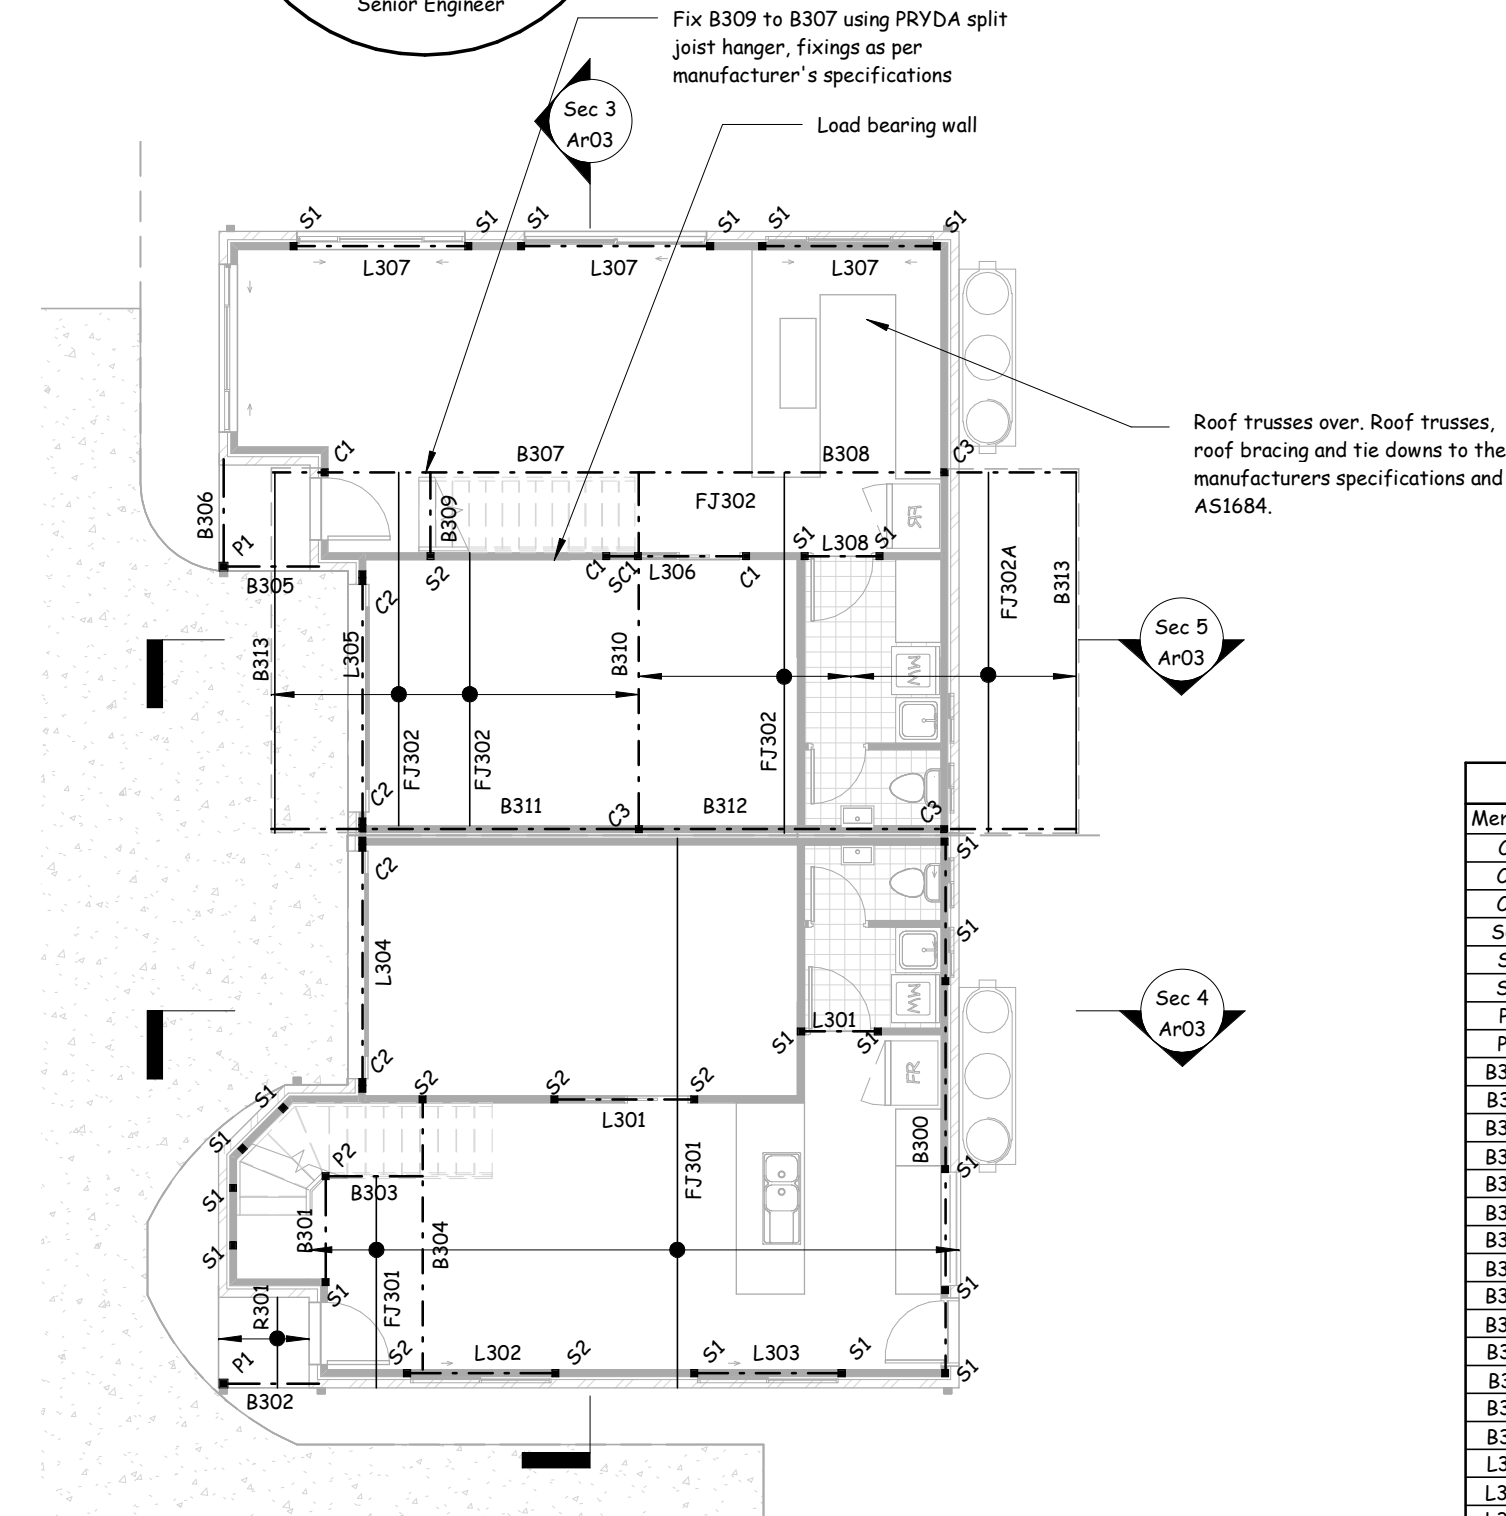 Senior Engineer
Fix B309 to B307 using PRYDA split
joist hanger, fixings as per
manufacturer's specifications
Sec 3
Ar03
Load bearing wall
S1
S1
S1
S1
S1
S1
L307
L307
L307
Roof trusses over. Roof trusses,
roof bracing and tie downs to the
manufacturers specifications and
AS1684.
C1
B307
B308
C3
B306
B309
FJ302
FR
P1
S1
L308
S1
B305
S2
C1
SC1
L306
C1
C2
FJ302A
B313
Sec 5
Ar03
B313
L305
B310
MW
FJ302
FJ302
FJ302
C2
B311
C3
B312
C3
S1
C2
S1
L304
MW
Sec 4
Ar03
S1
L301
S1
C2
S2
S2
S2
FR
S1
L301
B300
S1
P2
S1
S1
B303
FJ301
B301
B304
S1
S1
R301
S1
FJ301
P1
S2
L302
S2
S1
L303
S1
S1
B302